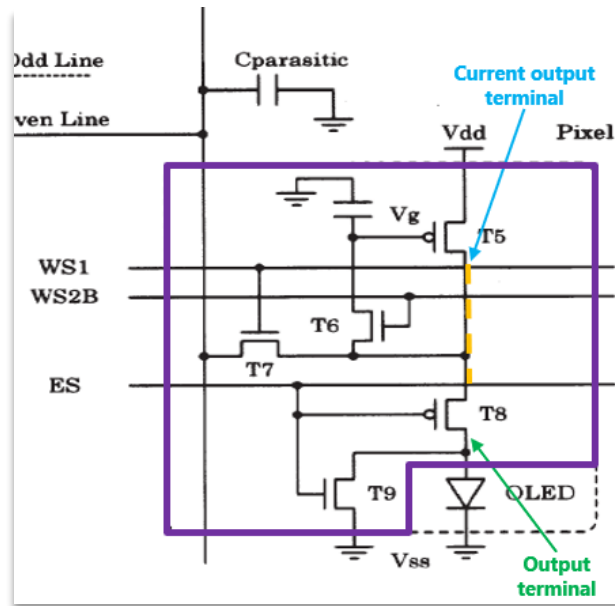 Odd Line
Cparasitic
Current output
terminal
ven Line
Vdd
Pixel
Vg
T5
WS1
WS2B
T6
T7
ES
T8
T9
OLED
Vss
Output
terminal